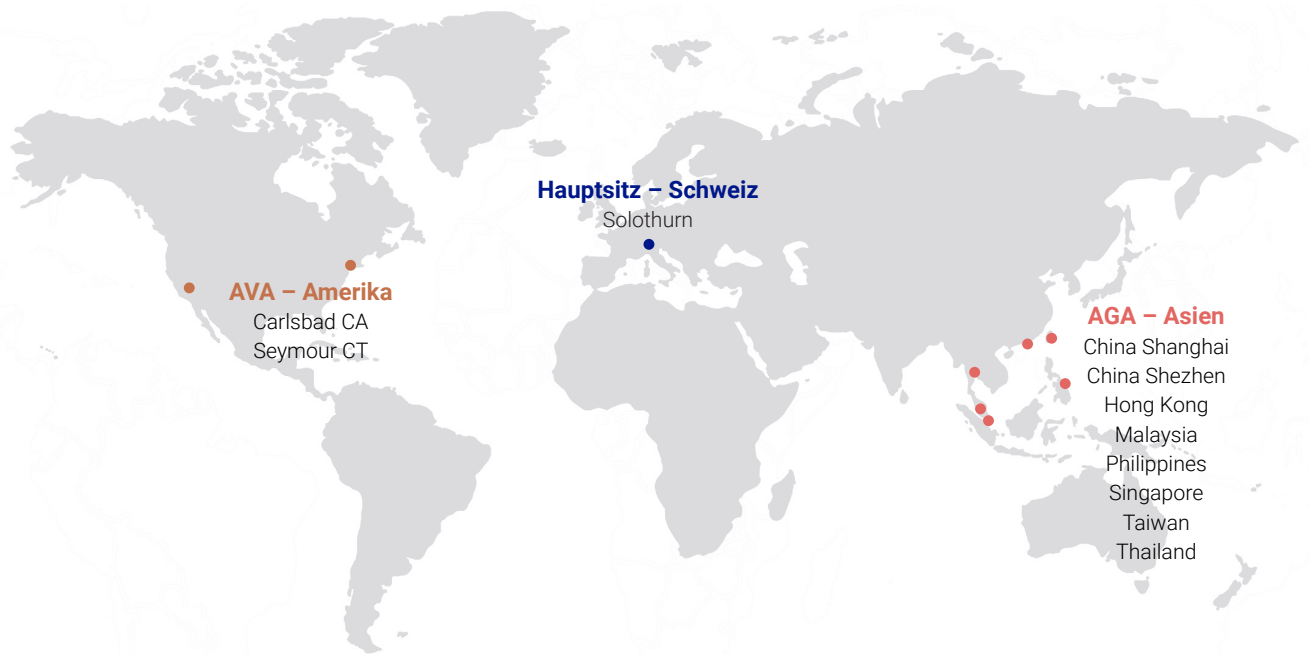 Hauptsitz – Schweiz
Solothurn
AVA – Amerika
Carlsbad CA
Seymour CT
AGA – Asien
China Shanghai
China Shezhen
Hong Kong
Malaysia
Philippines
Singapore
Taiwan
Thailand